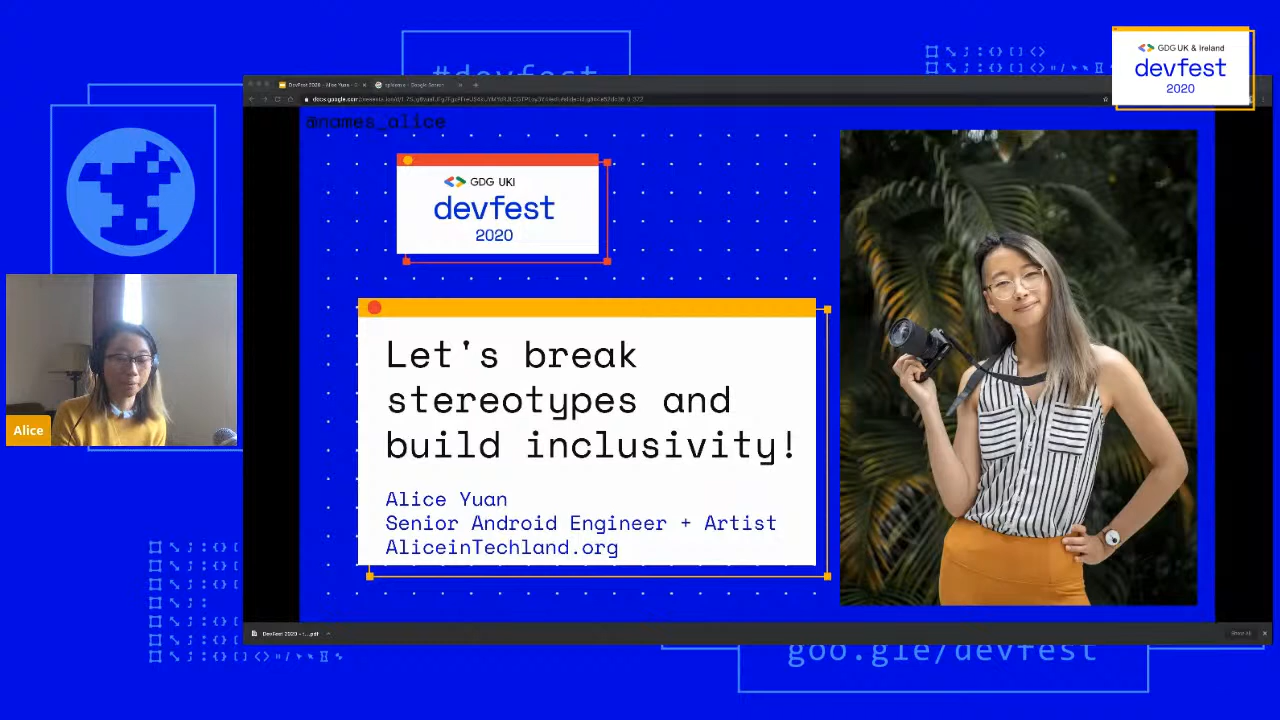 #devfest
GDG UK & Ireland
devfest
2020
@names_alice
GDG UKI
devfest
2020
Let's break
stereotypes and
build inclusivity!
Alice Yuan
Senior Android Engineer + Artist
AliceinTechland.org
Alice
goo.gle/devfest